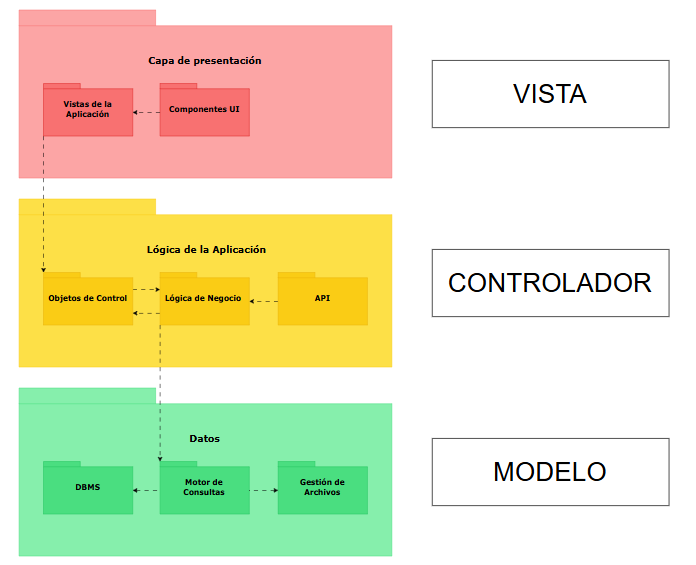 Capa de presentación
Vistas de la
Aplicación
Componentes UI
VISTA
Lógica de la Aplicación
Objetos de Control
Lógica de Negocio
API
CONTROLADOR
Datos
DBMS
Motor de
Consultas
Gestión de
Archivos
MODELO